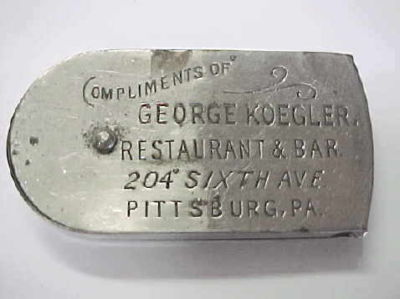 COMPLIMENTS OF
GEORGE KOEGLER.
RESTAURANT & BAR.
204 SIXTH AVE.
PITTSBURG, PA.